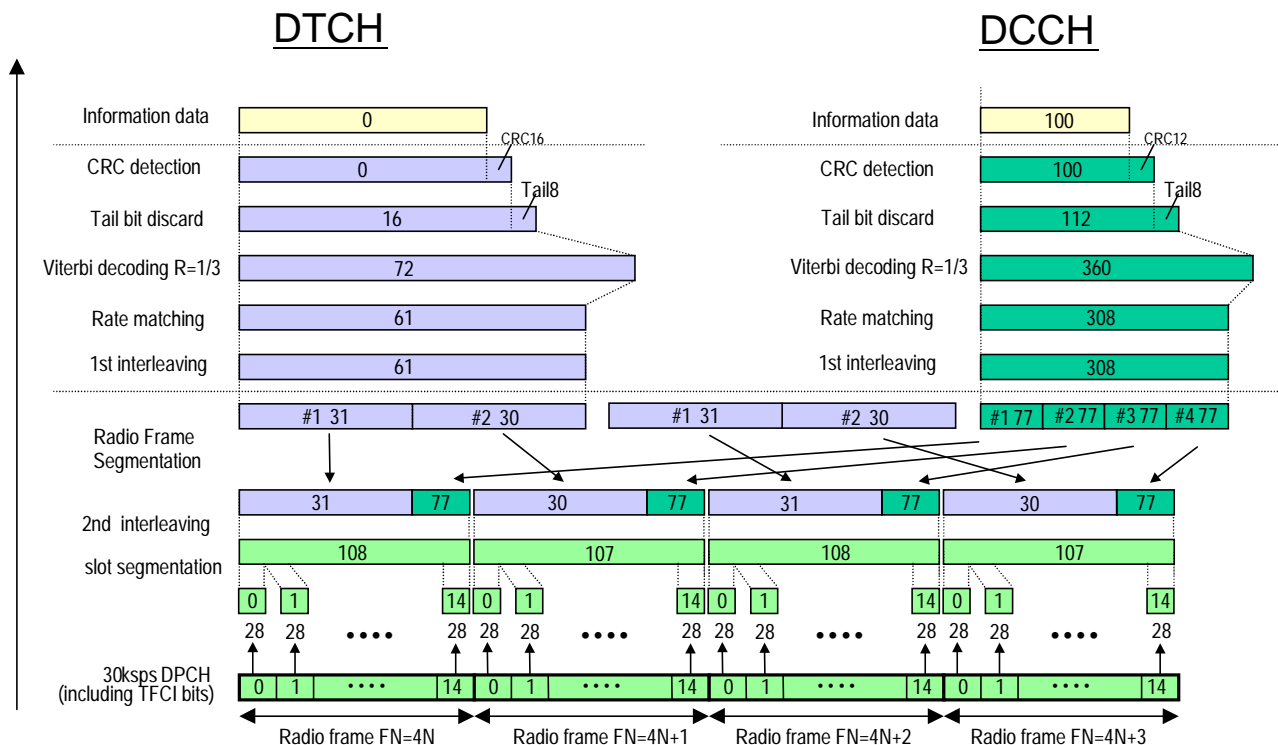 DTCH DCCH
Information data 0 Information data 100
CRC16 CRC12
CRC detection 0 CRC detection 100
Tail8 Tail8
Tail bit discard 16 Tail bit discard 112
Viterbi decoding R=1/3 72 Viterbi decoding R=1/3 360
Rate matching 61 Rate matching 308
1st interleaving 61 1st interleaving 308
#1 31 #2 30 #1 31 #2 30 #1 77 #2 77 #3 77 #4 77
Radio Frame
Segmentation
31 77 30 77 31 77 30 77
2nd interleaving
108 107 108 107
slot segmentation
0 1 14 0 1 14 0 1 14 0 1 14
28 28 •••• 28 28 28 •••• 28 28 28 •••• 28 28 28 •••• 28
30ksps DPCH
(including TFCI bits)
0 1 •••• 14 0 1 •••• 14 0 1 •••• 14 0 1 •••• 14
Radio frame FN=4N Radio frame FN=4N+1 Radio frame FN=4N+2 Radio frame FN=4N+3